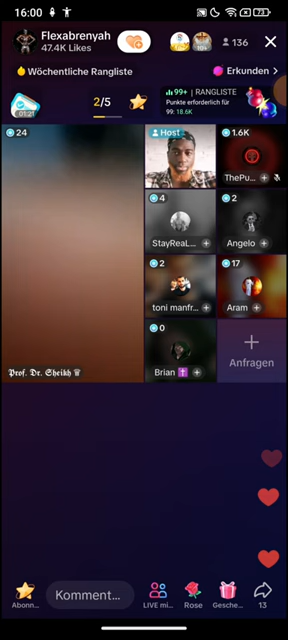 16:00
73
Flexabrenyah
47.4K Likes
136
Wöchentliche Rangliste
Erkunden >
01:21
2/5
99+ | RANGLISTE
Punkte erforderlich für
99: 18.6K
24
Host
1.6K
ThePu...
4
StayReaL...
2
Angelo
2
toni manfr...
17
Aram
0
Brian ✝️
Anfragen
Prof. Dr. Sheikh ♕
Abonn...
Komment...
LIVE mi...
Rose
Gesche...
13